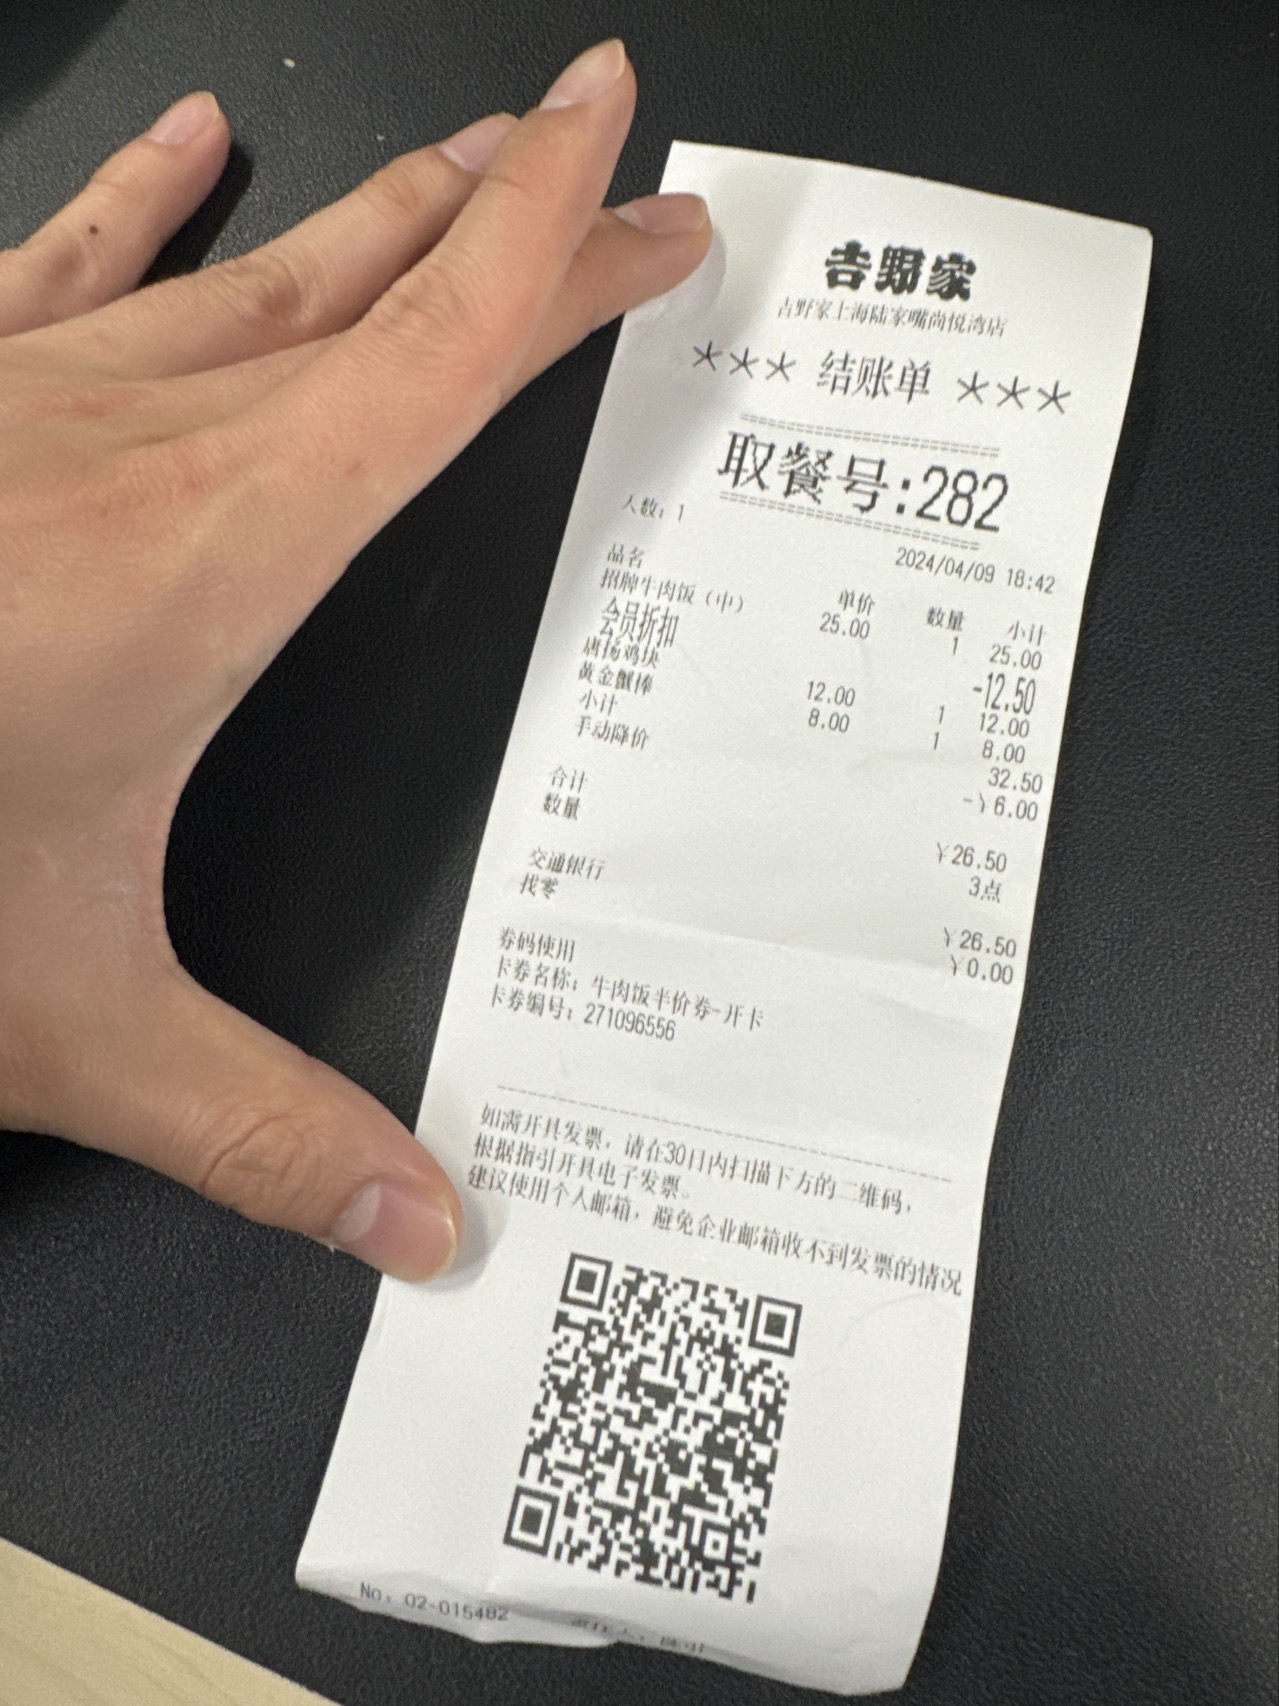 吉野家
吉野家上海陆家嘴尚悦湾店
*** 结账单 ***
取餐号:282
人数: 1
2024/04/09 18:42
品名 单价 数量 小计
招牌牛肉饭（中） 25.00 1 25.00
会员折扣 -12.50
唐扬鸡块 12.00 1 12.00
黄金蟹棒 8.00 1 8.00
小计 32.50
手动降价 -¥6.00
合计 ¥26.50
数量 3点
交通银行 ¥26.50
找零 ¥0.00
券码使用
卡券名称: 牛肉饭半价券-开卡
卡券编号: 271096556
如需开具发票，请在30日内扫描下方的二维码，
根据指引开具电子发票。
建议使用个人邮箱，避免企业邮箱收不到发票的情况
No: 02-015482